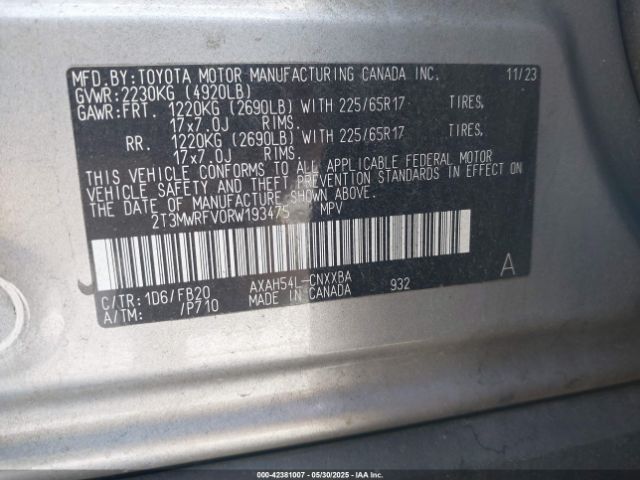 MFD.BY:TOYOTA MOTOR MANUFACTURING CANADA INC. 11/23
GVWR:2230KG (4920LB)
GAWR:FRT. 1220KG (2690LB) WITH 225/65R17 TIRES,
17x7.0J RIMS.
RR. 1220KG (2690LB) WITH 225/65R17 TIRES,
17x7.0J RIMS.
THIS VEHICLE CONFORMS TO ALL APPLICABLE FEDERAL MOTOR
VEHICLE SAFETY AND THEFT PREVENTION STANDARDS IN EFFECT ON
THE DATE OF MANUFACTURE SHOWN ABOVE.
2T3MWRFV0RW193475 MPV
C/TR:1D6/FB20 AXAH54L-CNXXBA A
A/TM: /P710 MADE IN CANADA 932
000-42381007 — 05/30/2025 — IAAI.COM